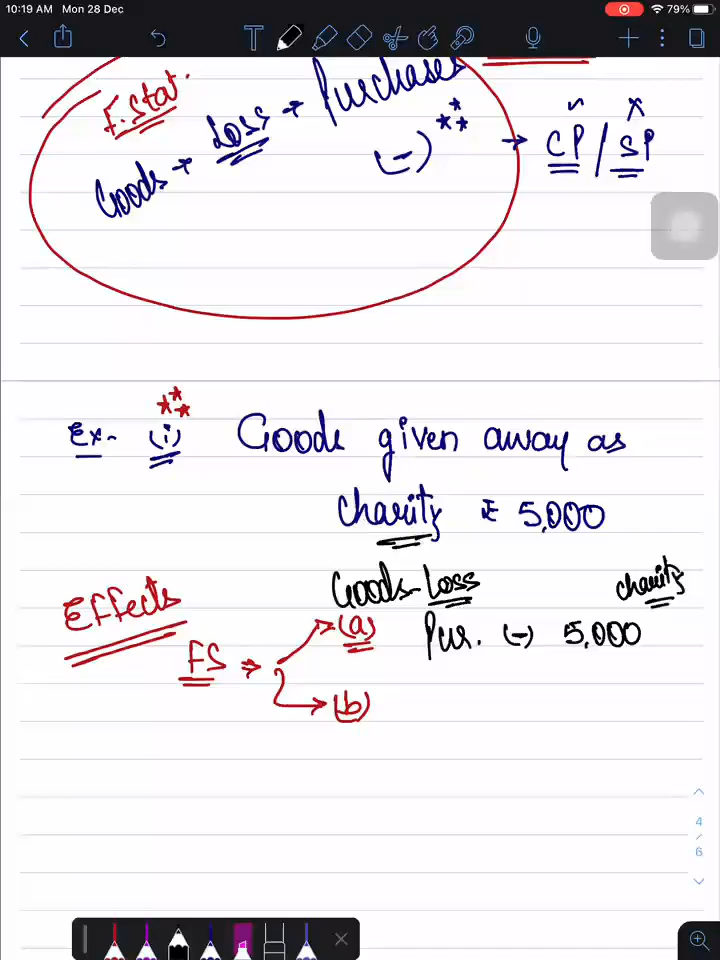 10:19 AM Mon 28 Dec
79%
F. Stat.
Goods → Loss → Purchases
(-) → CP / SP
Ex- (i) Goods given away as
charity ₹ 5,000
Effects
Goods - Loss charity
FS ⇒ (a) Pur. (-) 5,000
(b)
4
6